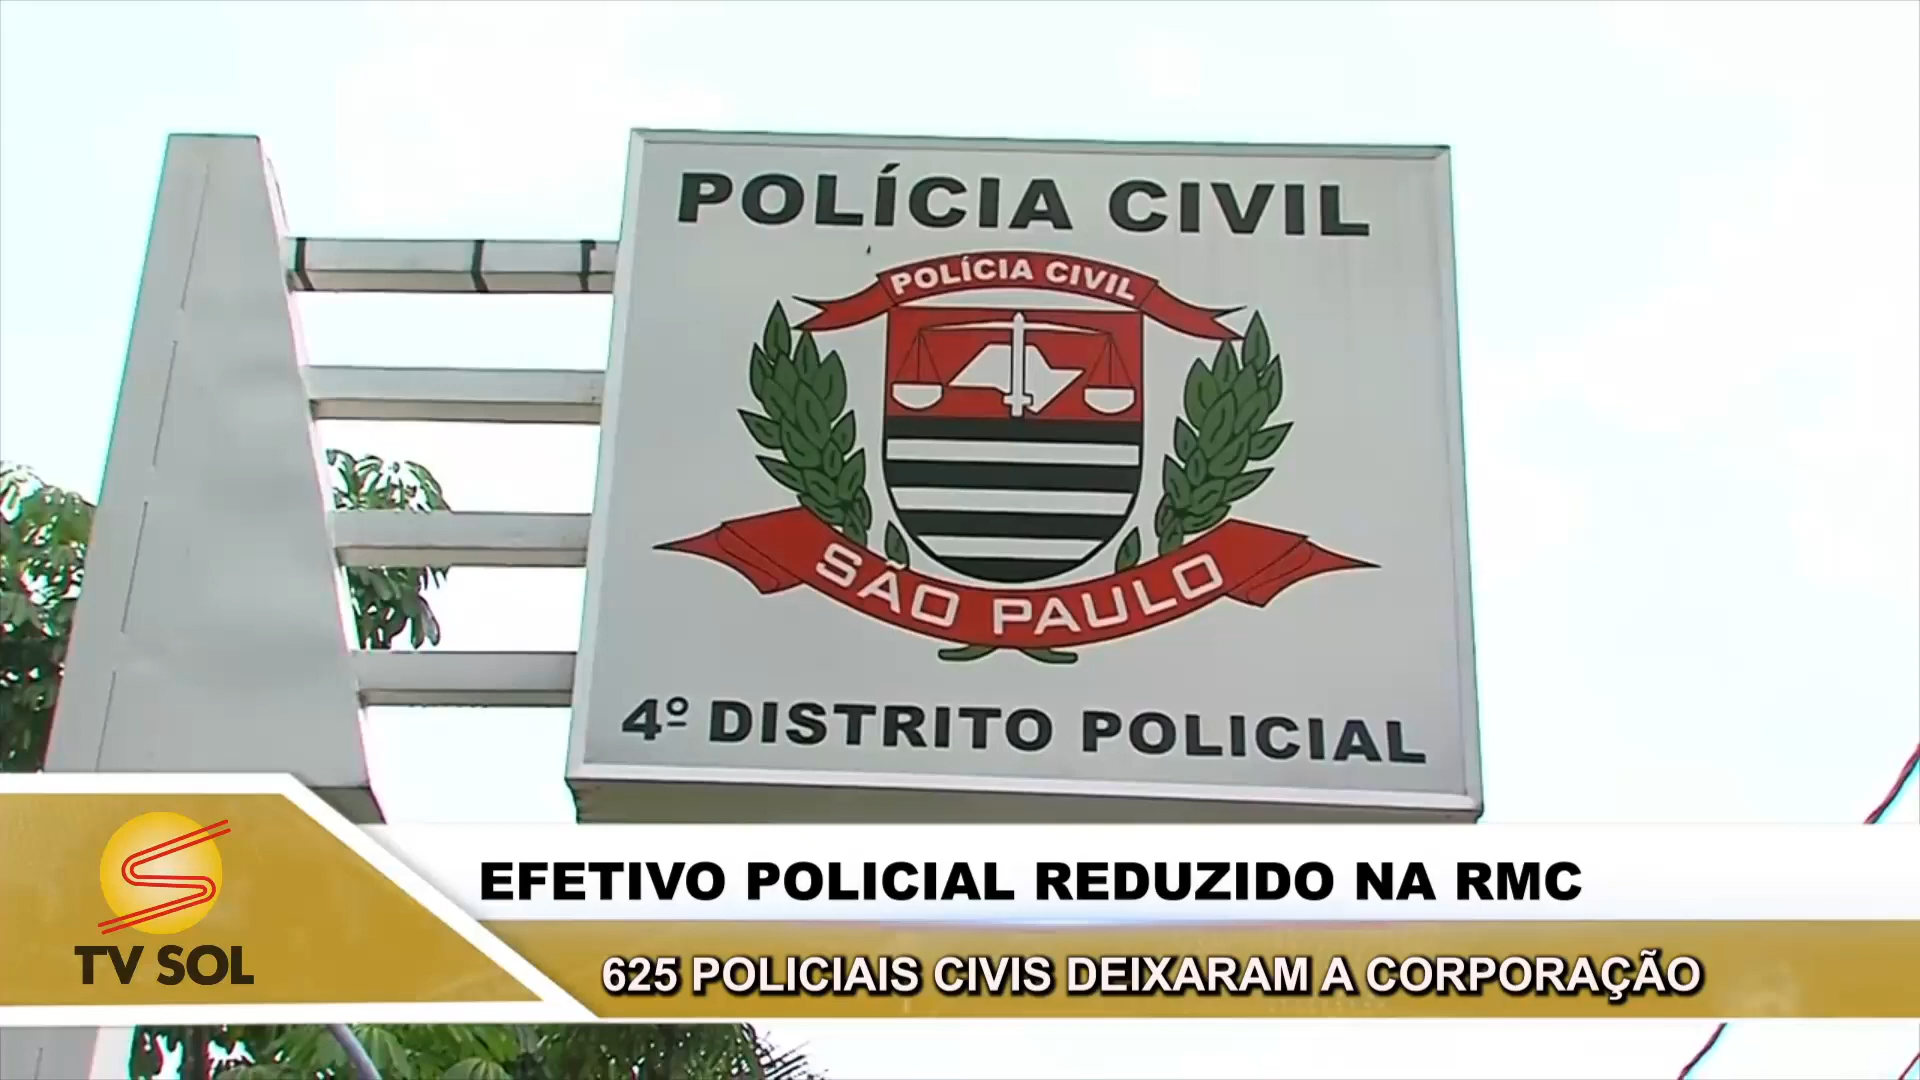 POLÍCIA CIVIL
POLÍCIA CIVIL
SÃO PAULO
4º DISTRITO POLICIAL
EFETIVO POLICIAL REDUZIDO NA RMC
625 POLICIAIS CIVIS DEIXARAM A CORPORAÇÃO
TV SOL